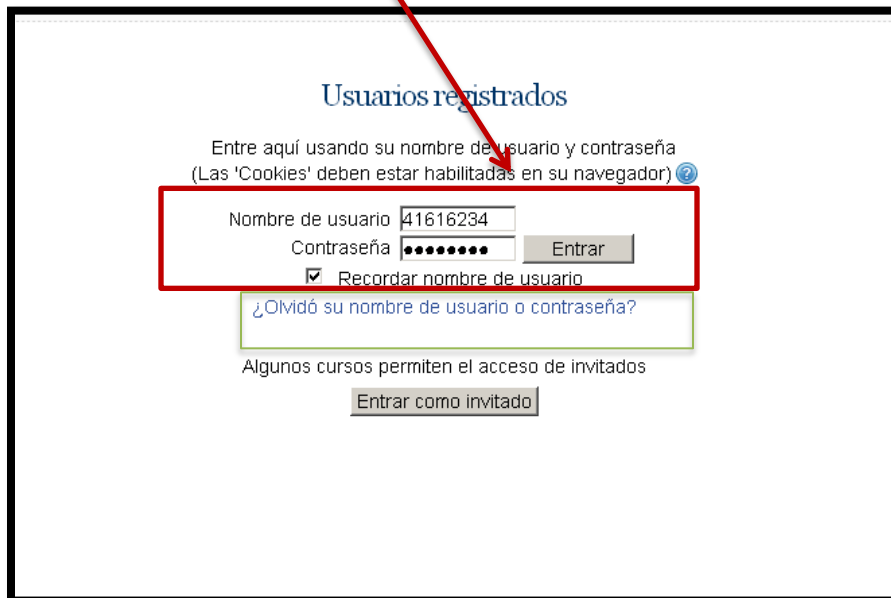 Usuarios registrados
Entre aquí usando su nombre de usuario y contraseña
(Las 'Cookies' deben estar habilitadas en su navegador) ?
Nombre de usuario 41616234
Contraseña ●●●●●●●● Entrar
Recordar nombre de usuario
¿Olvidó su nombre de usuario o contraseña?
Algunos cursos permiten el acceso de invitados
Entrar como invitado